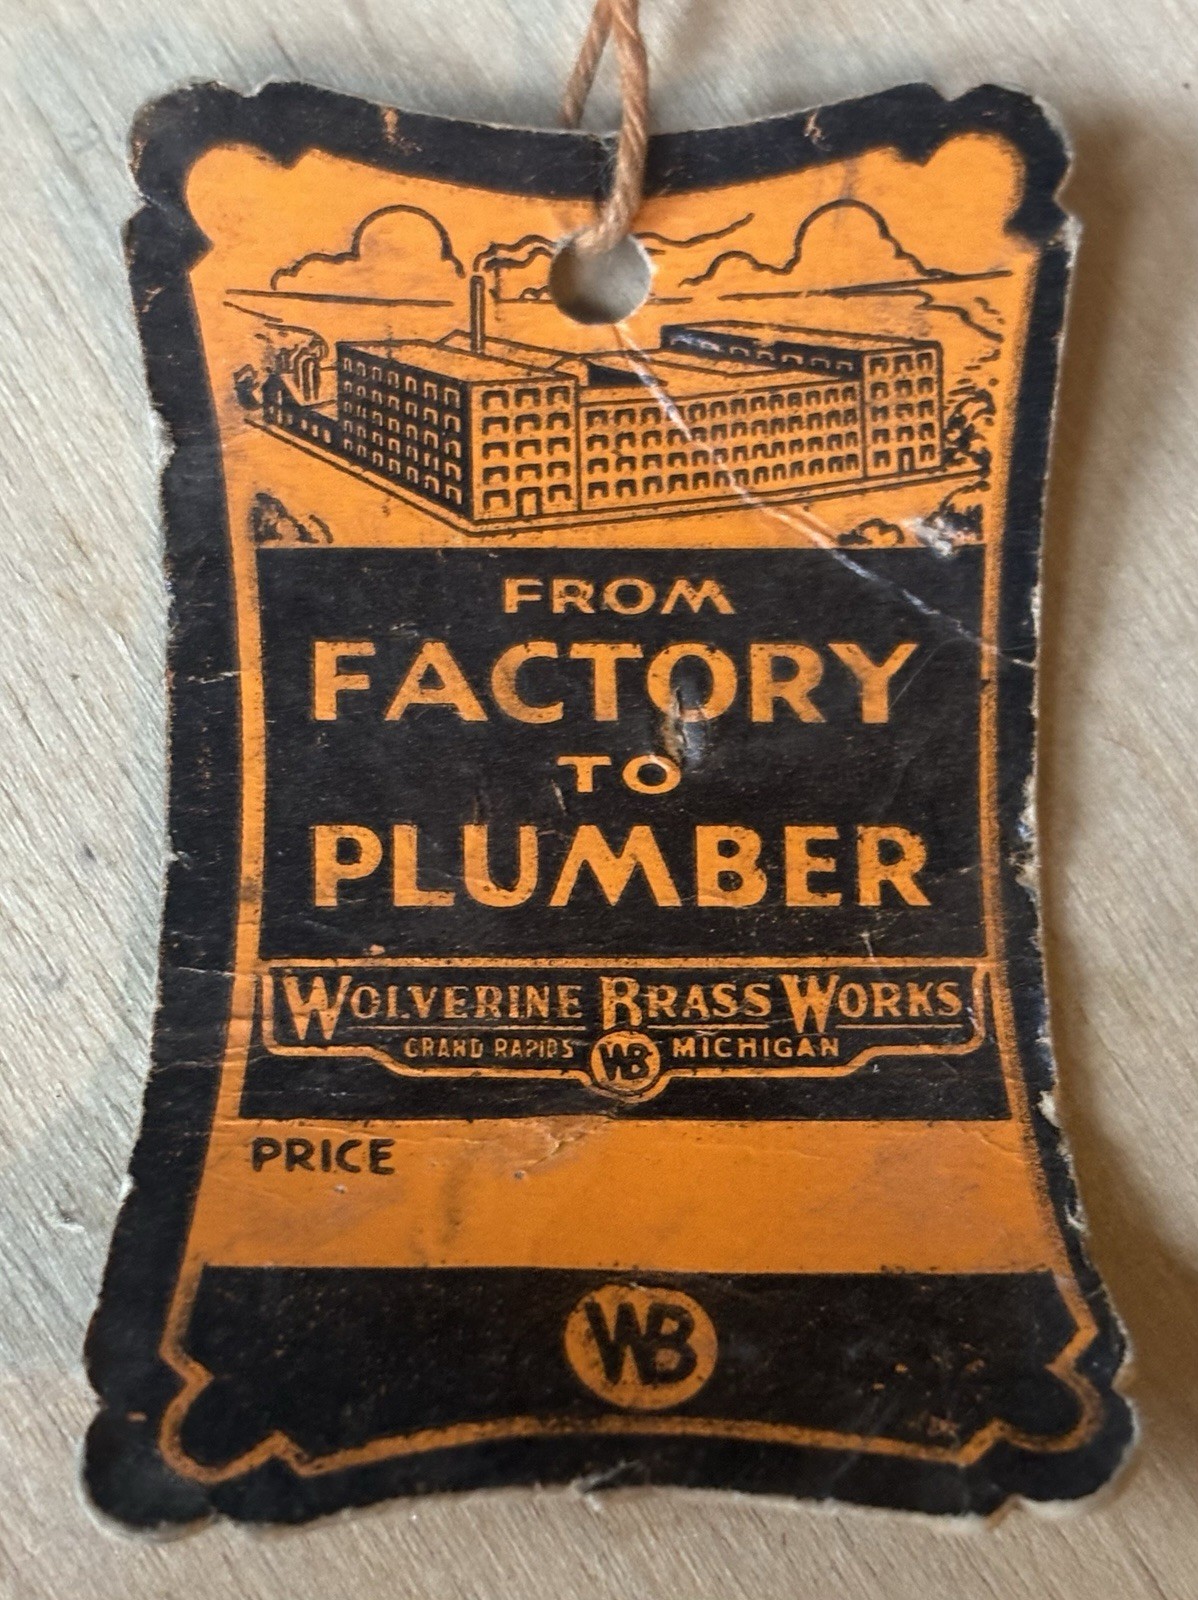 FROM
FACTORY
TO
PLUMBER
WOLVERINE BRASS WORKS
GRAND RAPIDS WB MICHIGAN
PRICE
WB